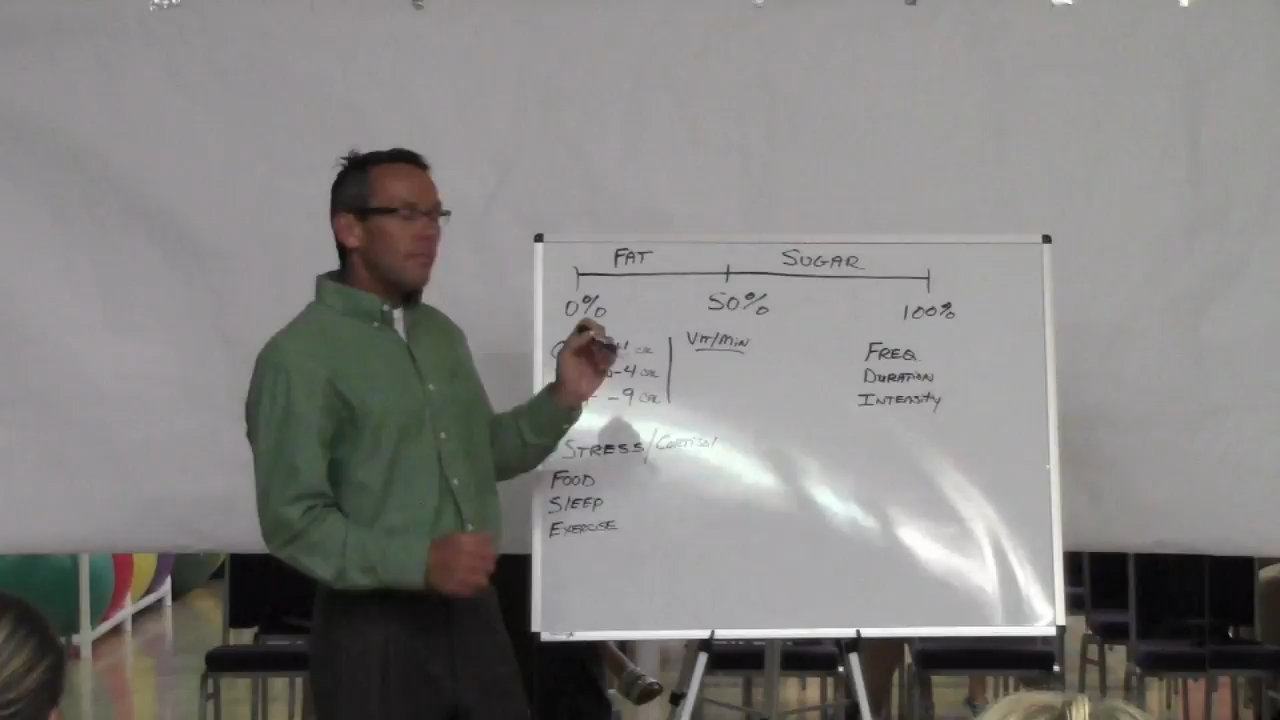 FAT SUGAR
0% 50% 100%
VIT/MIN
CAL FREQ.
-4 CAL DURATION
-9 CAL INTENSITY
STRESS/CORTISOL
FOOD
SLEEP
EXERCISE